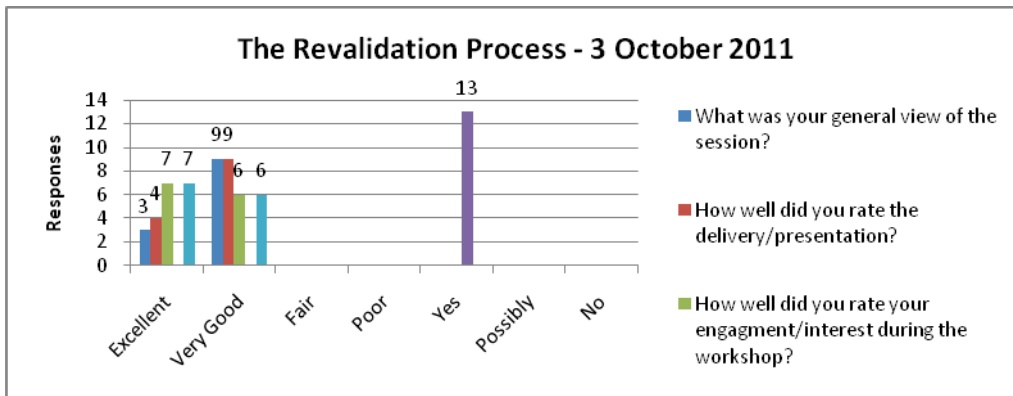 The Revalidation Process - 3 October 2011
13
14
12
10
8
6
4
2
0
Responses
3
4
7
7
99
6
6
Excellent
Very Good
Fair
Poor
Yes
Possibly
No
What was your general view of the
session?
How well did you rate the
delivery/presentation?
How well did you rate your
engagment/interest during the
workshop?